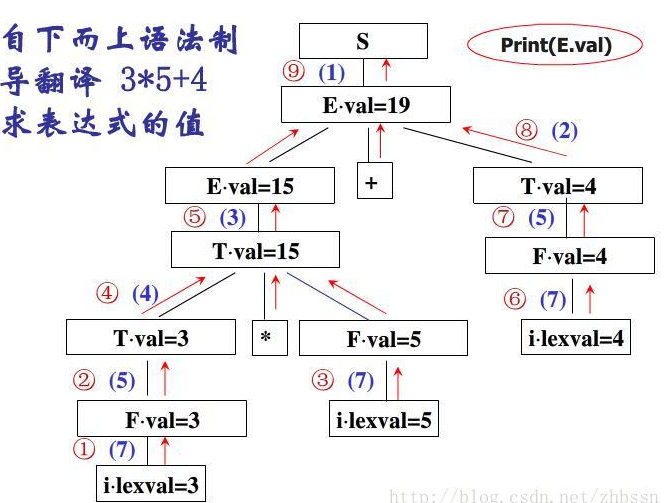 自下而上语法制
导翻译 3*5+4
求表达式的值
S
Print(E.val)
⑨ (1)
E·val=19
⑧ (2)
E·val=15
+
T·val=4
⑤ (3)
⑦ (5)
T·val=15
F·val=4
④ (4)
⑥ (7)
T·val=3
*
F·val=5
i·lexval=4
② (5)
③ (7)
F·val=3
i·lexval=5
① (7)
i·lexval=3
http://blog.csdn.net/zhbssn